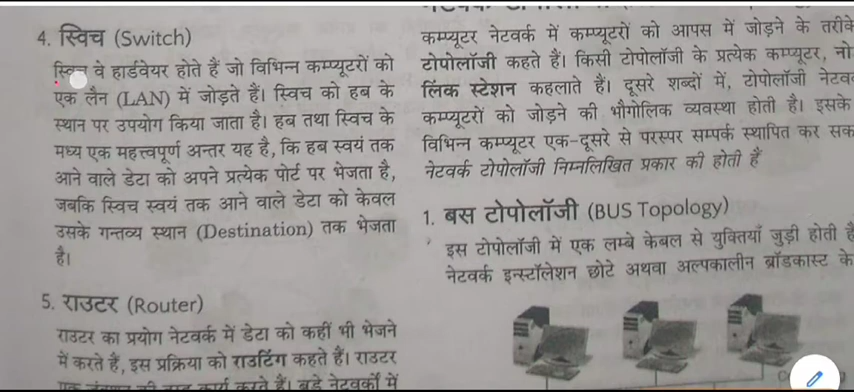 4. स्विच (Switch)
स्विच वे हार्डवेयर होते हैं जो विभिन्न कम्प्यूटरों को
एक लैन (LAN) में जोड़ते हैं। स्विच को हब के
स्थान पर उपयोग किया जाता है। हब तथा स्विच के
मध्य एक महत्त्वपूर्ण अन्तर यह है, कि हब स्वयं तक
आने वाले डेटा को अपने प्रत्येक पोर्ट पर भेजता है,
जबकि स्विच स्वयं तक आने वाले डेटा को केवल
उसके गन्तव्य स्थान (Destination) तक भेजता
है।
5. राउटर (Router)
राउटर का प्रयोग नेटवर्क में डेटा को कहीं भी भेजने
में करते हैं, इस प्रक्रिया को राउटिंग कहते हैं। राउटर
कम्प्यूटर नेटवर्क में कम्प्यूटरों को आपस में जोड़ने के तरीके
टोपोलॉजी कहते हैं। किसी टोपोलॉजी के प्रत्येक कम्प्यूटर, नो
लिंक स्टेशन कहलाते हैं। दूसरे शब्दों में, टोपोलॉजी नेटव
कम्प्यूटरों को जोड़ने की भौगोलिक व्यवस्था होती है। इसके
विभिन्न कम्प्यूटर एक-दूसरे से परस्पर सम्पर्क स्थापित कर सक
नेटवर्क टोपोलॉजी निम्नलिखित प्रकार की होती हैं
1. बस टोपोलॉजी (BUS Topology)
इस टोपोलॉजी में एक लम्बे केबल से युक्तियाँ जुड़ी होती है
नेटवर्क इन्स्टॉलेशन छोटे अथवा अल्पकालीन ब्रॉडकास्ट के